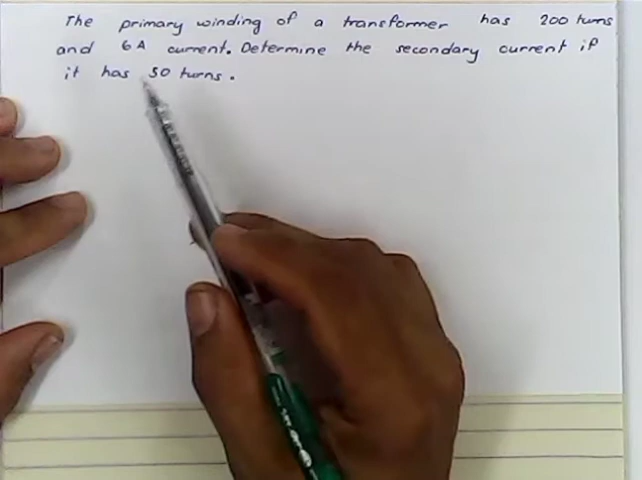 The primary winding of a transformer has 200 turns
and 6A current. Determine the secondary current if
it has 50 turns.